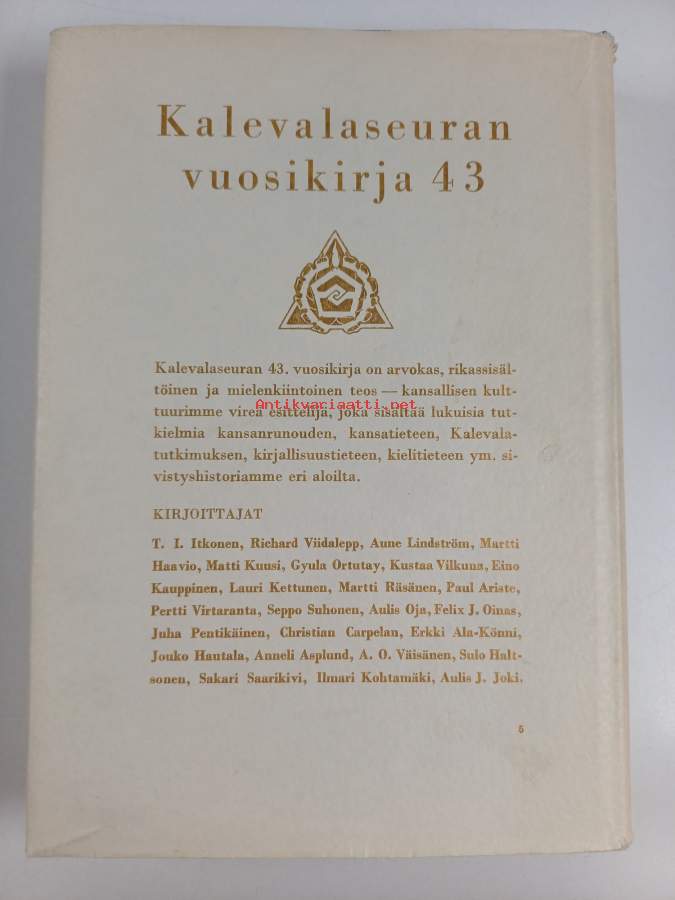 Kalevalaseuran
vuosikirja 43
Kalevalaseuran 43. vuosikirja on arvokas, rikassisäl-
töinen ja mielenkiintoinen teos — kansallisen kult-
tuurimme vireä esittelijä, joka sisältää lukuisia tut-
Antikvariaatti.net
kielmia kansanrunouden, kansatieteen, Kalevala-
tutkimuksen, kirjallisuustieteen, kielitieteen ym. si-
vistyshistoriamme eri aloilta.
KIRJOITTAJAT
T. I. Itkonen, Richard Viidalepp, Aune Lindström, Martti
Haavio, Matti Kuusi, Gyula Ortutay, Kustaa Vilkuna, Eino
Kauppinen, Lauri Kettunen, Martti Räsänen, Paul Ariste,
Pertti Virtaranta, Seppo Suhonen, Aulis Oja, Felix J. Oinas,
Juha Pentikäinen, Christian Carpelan, Erkki Ala-Könni,
Jouko Hautala, Anneli Asplund, A. O. Väisänen, Sulo Halt-
sonen, Sakari Saarikivi, Ilmari Kohtamäki, Aulis J. Joki.
5